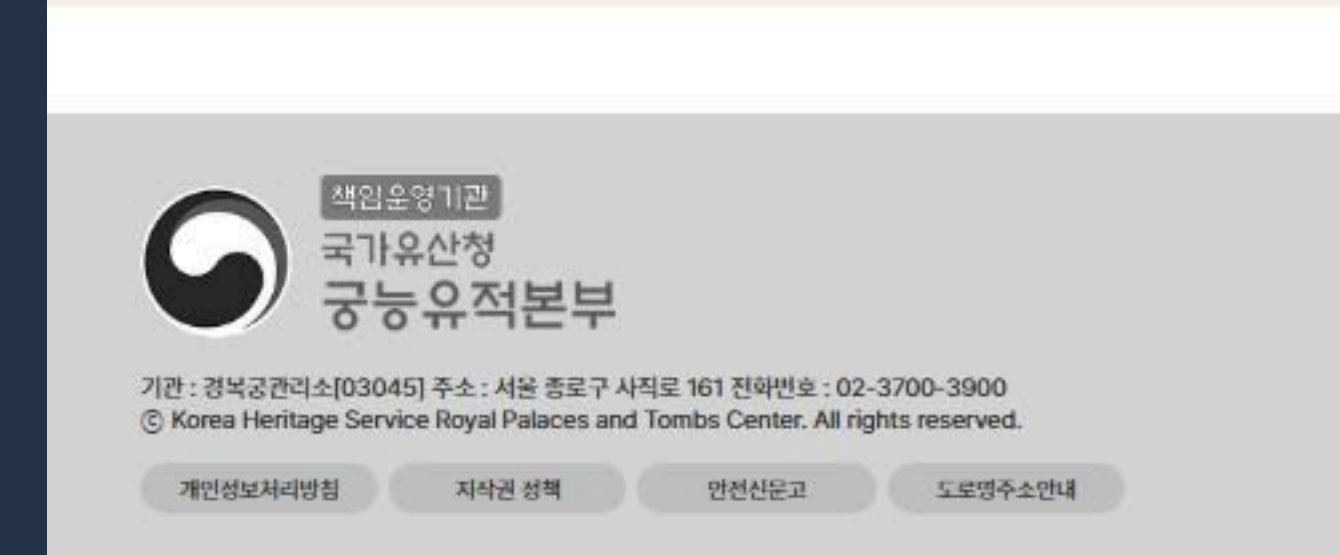 책임운영기관
국가유산청
궁능유적본부
기관 : 경복궁관리소[03045] 주소 : 서울 종로구 사직로 161 전화번호 : 02-3700-3900
ⓒ Korea Heritage Service Royal Palaces and Tombs Center. All rights reserved.
개인정보처리방침 저작권 정책 안전신문고 도로명주소안내